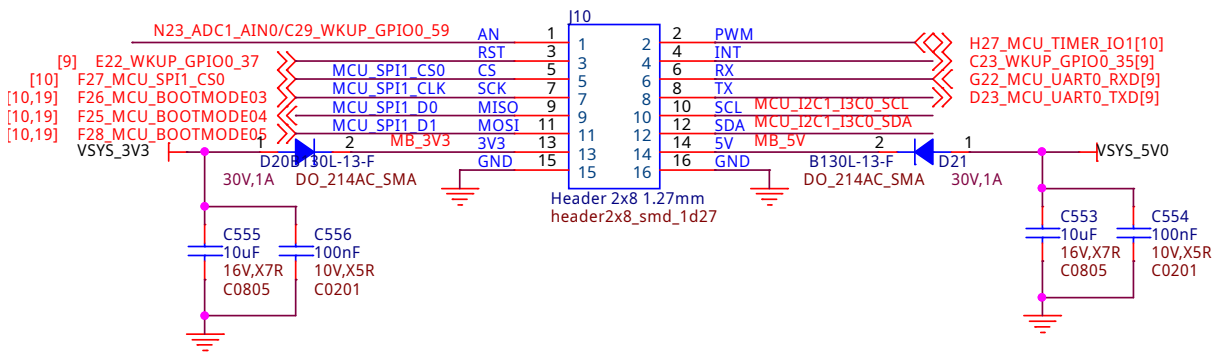 J10
N23_ADC1_AIN0/C29_WKUP_GPIO0_59 AN 1 1 2 2 PWM H27_MCU_TIMER_IO1[10]
[9] E22_WKUP_GPIO0_37 RST 3 3 4 4 INT C23_WKUP_GPIO0_35[9]
[10] F27_MCU_SPI1_CS0 MCU_SPI1_CS0 CS 5 5 6 6 RX G22_MCU_UART0_RXD[9]
[10,19] F26_MCU_BOOTMODE03 MCU_SPI1_CLK SCK 7 7 8 8 TX D23_MCU_UART0_TXD[9]
[10,19] F25_MCU_BOOTMODE04 MCU_SPI1_D0 MISO 9 9 10 10 SCL MCU_I2C1_I3C0_SCL
[10,19] F28_MCU_BOOTMODE05 MCU_SPI1_D1 MOSI 11 11 12 12 SDA MCU_I2C1_I3C0_SDA
VSYS_3V3 1 2 MB_3V3 3V3 13 13 14 14 5V MB_5V 2 1 VSYS_5V0
D20 B130L-13-F GND 15 15 16 16 GND B130L-13-F D21
30V,1A DO_214AC_SMA DO_214AC_SMA 30V,1A
Header 2x8 1.27mm
header2x8_smd_1d27
C555 C556 C553 C554
10uF 100nF 10uF 100nF
16V,X7R 10V,X5R 16V,X7R 10V,X5R
C0805 C0201 C0805 C0201